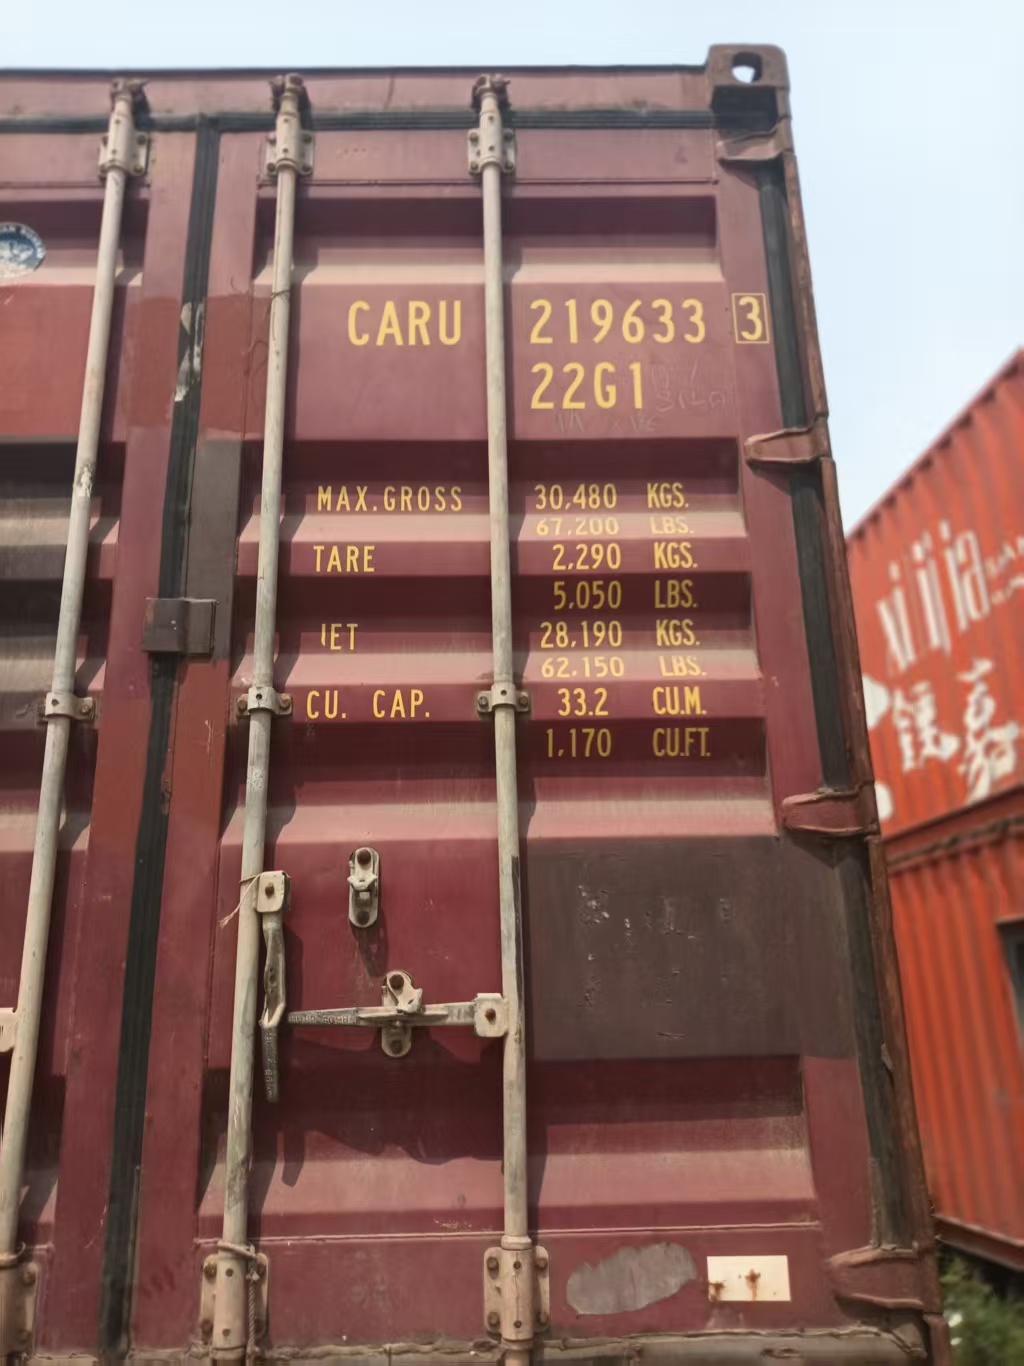 CARU 219633 3
22G1
MAX.GROSS 30,480 KGS.
67,200 LBS.
TARE 2,290 KGS.
5,050 LBS.
IET 28,190 KGS.
62,150 LBS.
CU. CAP. 33.2 CU.M.
1,170 CU.FT.
xijia